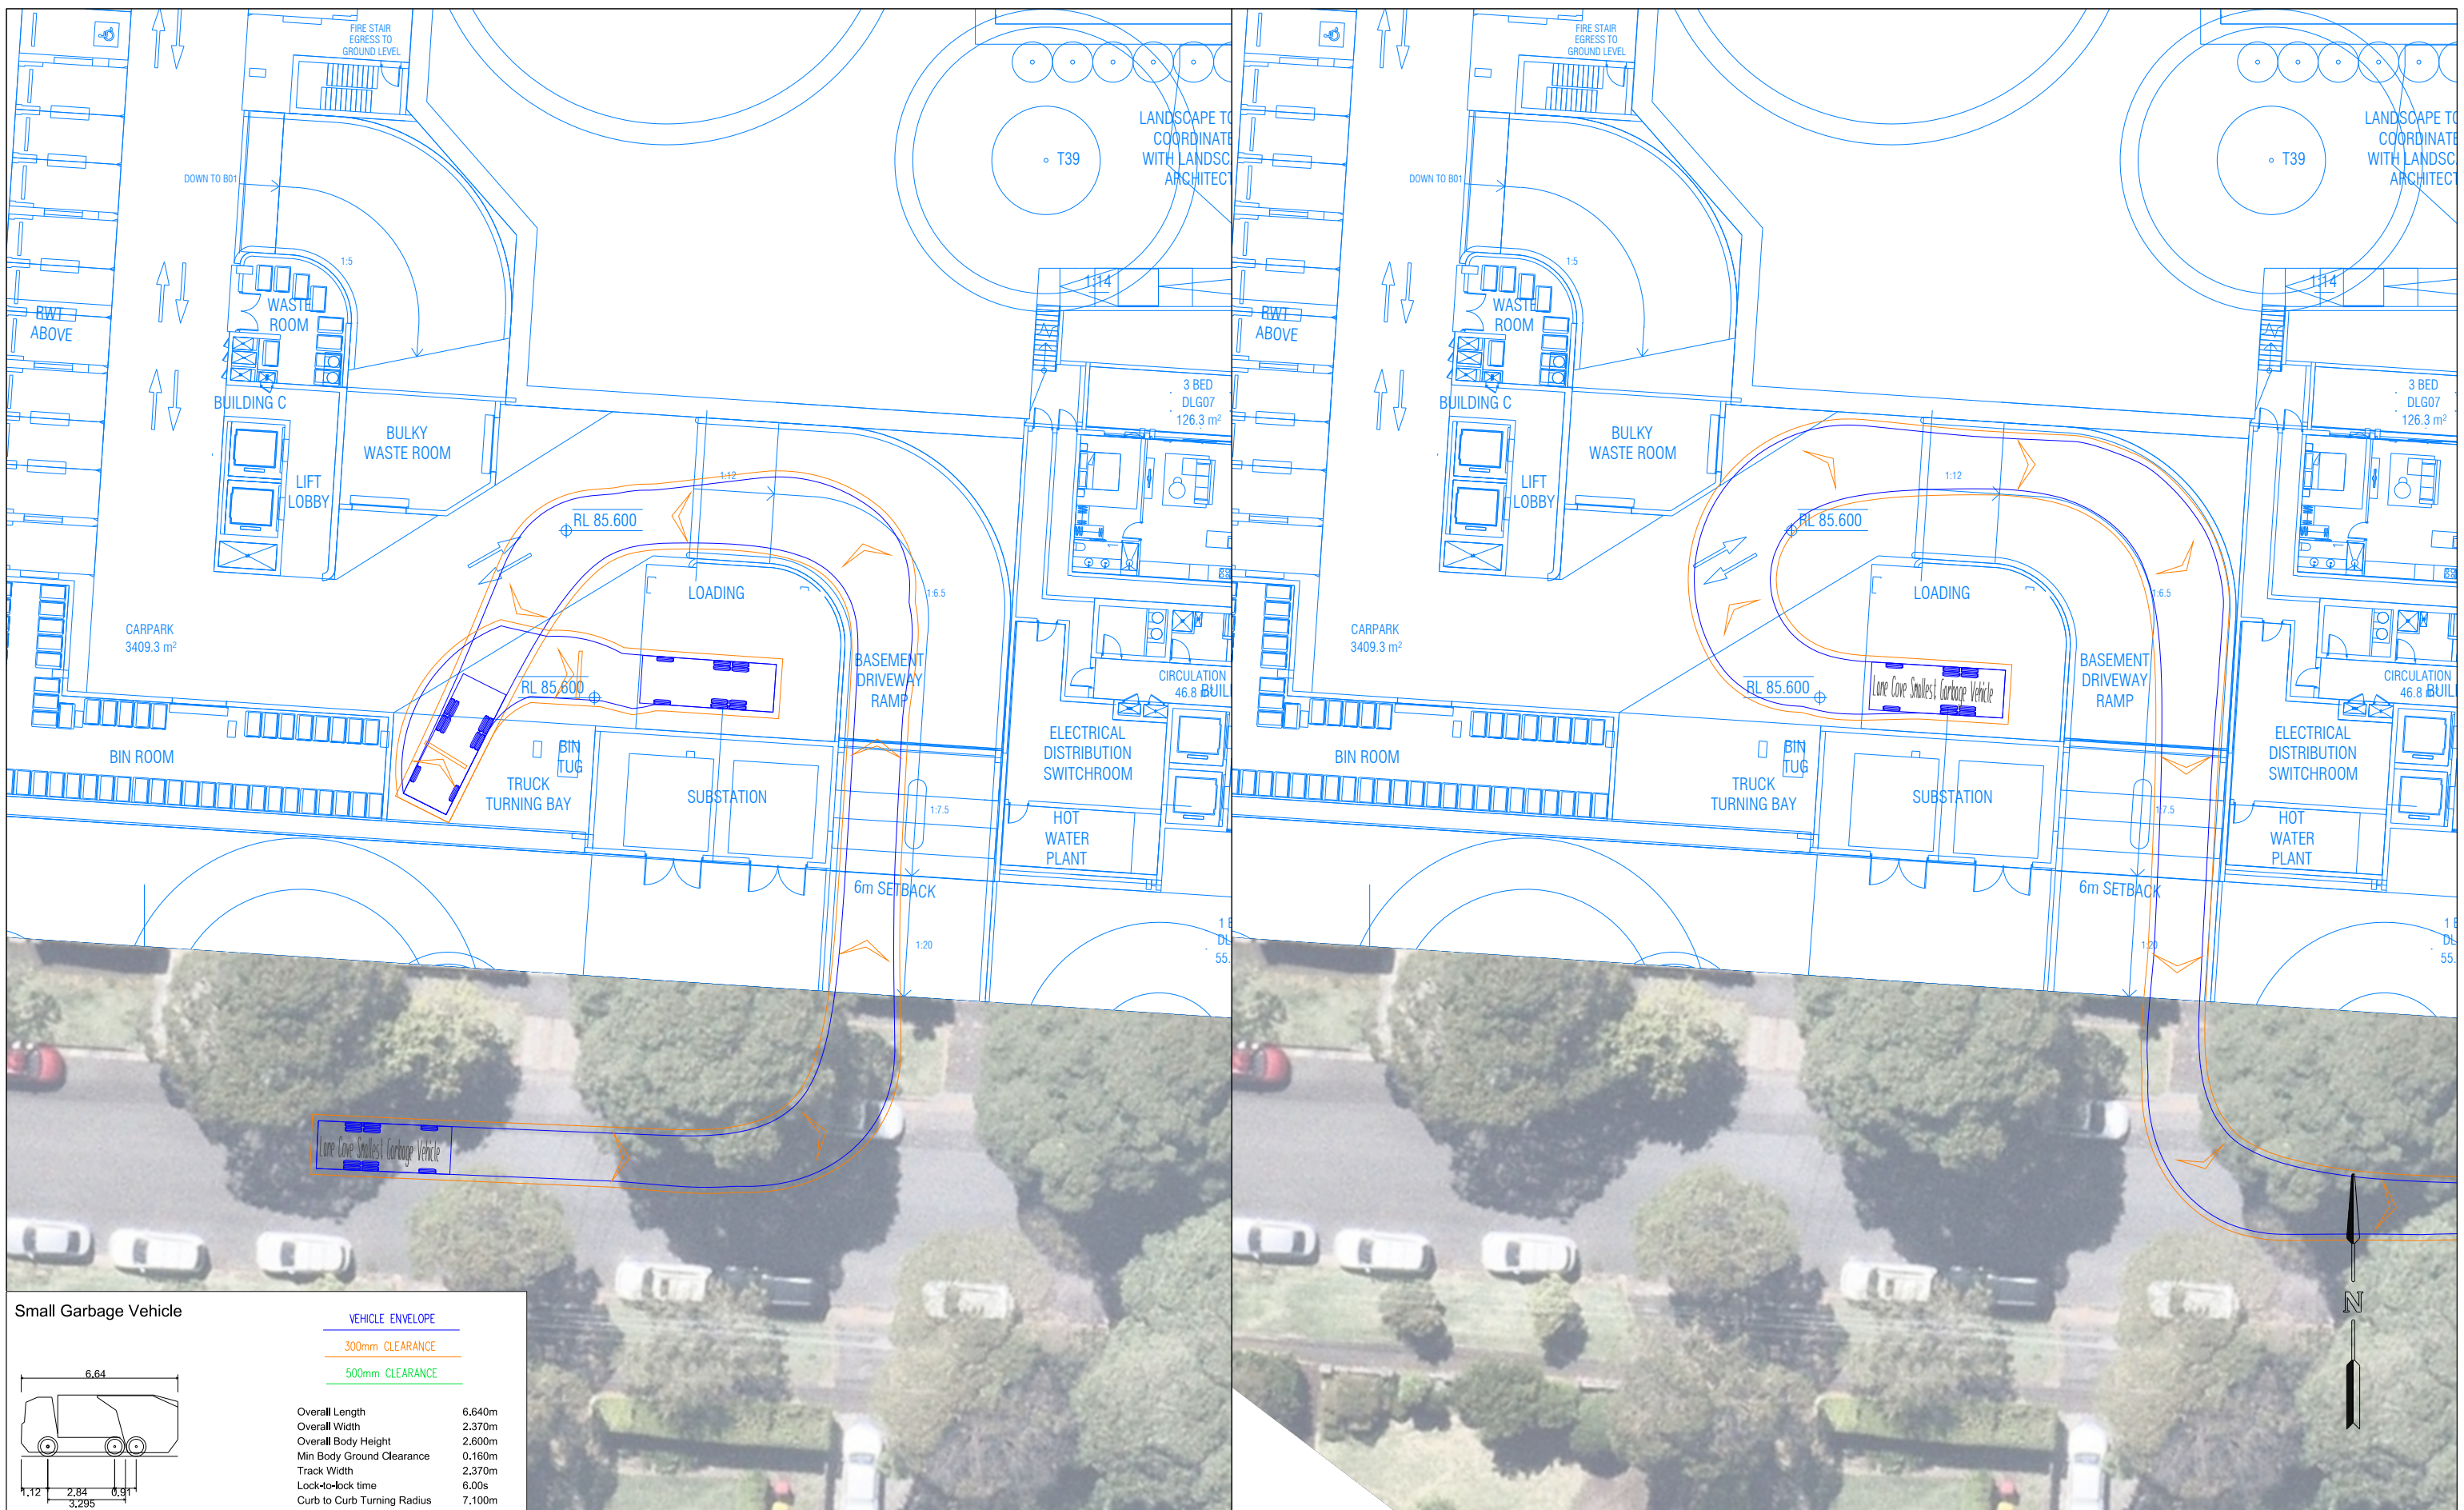 FIRE STAIR
EGRESS TO
GROUND LEVEL
T39
LANDSCAPE TO
COORDINATE
WITH LANDSC
ARCHITECT
DOWN TO B01
1:5
1:14
WASTE
ROOM
RWT
ABOVE
BUILDING C
BULKY
WASTE ROOM
LIFT
LOBBY
3 BED
DLG07
126.3 m²
1:12
RL 85.600
LOADING
1:6.5
CARPARK
3409.3 m²
BASEMENT
DRIVEWAY
RAMP
CIRCULATION
46.8 m²
BUIL
RL 85.600
BIN ROOM
BIN
TUG
TRUCK
TURNING BAY
SUBSTATION
ELECTRICAL
DISTRIBUTION
SWITCHROOM
1:7.5
HOT
WATER
PLANT
6m SETBACK
1:20
1 B
DL
55.
Lane Cove Smallest Garbage Vehicle
FIRE STAIR
EGRESS TO
GROUND LEVEL
T39
LANDSCAPE TO
COORDINATE
WITH LANDSC
ARCHITECT
DOWN TO B01
1:5
1:14
WASTE
ROOM
RWT
ABOVE
BUILDING C
BULKY
WASTE ROOM
LIFT
LOBBY
3 BED
DLG07
126.3 m²
1:12
RL 85.600
LOADING
1:6.5
CARPARK
3409.3 m²
BASEMENT
DRIVEWAY
RAMP
CIRCULATION
46.8 m²
BUIL
RL 85.600
Lane Cove Smallest Garbage Vehicle
BIN ROOM
BIN
TUG
TRUCK
TURNING BAY
SUBSTATION
ELECTRICAL
DISTRIBUTION
SWITCHROOM
1:7.5
HOT
WATER
PLANT
6m SETBACK
1:20
1 B
DL
55.
N
Small Garbage Vehicle
VEHICLE ENVELOPE
300mm CLEARANCE
500mm CLEARANCE
6.64
1.12
2.84
0.91
3.295
Overall Length 6.640m
Overall Width 2.370m
Overall Body Height 2.600m
Min Body Ground Clearance 0.160m
Track Width 2.370m
Lock-to-lock time 6.00s
Curb to Curb Turning Radius 7.100m